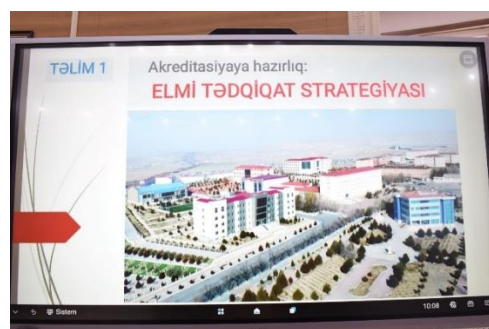 TƏLİM 1
Akreditasiyaya hazırlıq:
ELMİ TƏDQİQAT STRATEGİYASI
Sistem
10:08